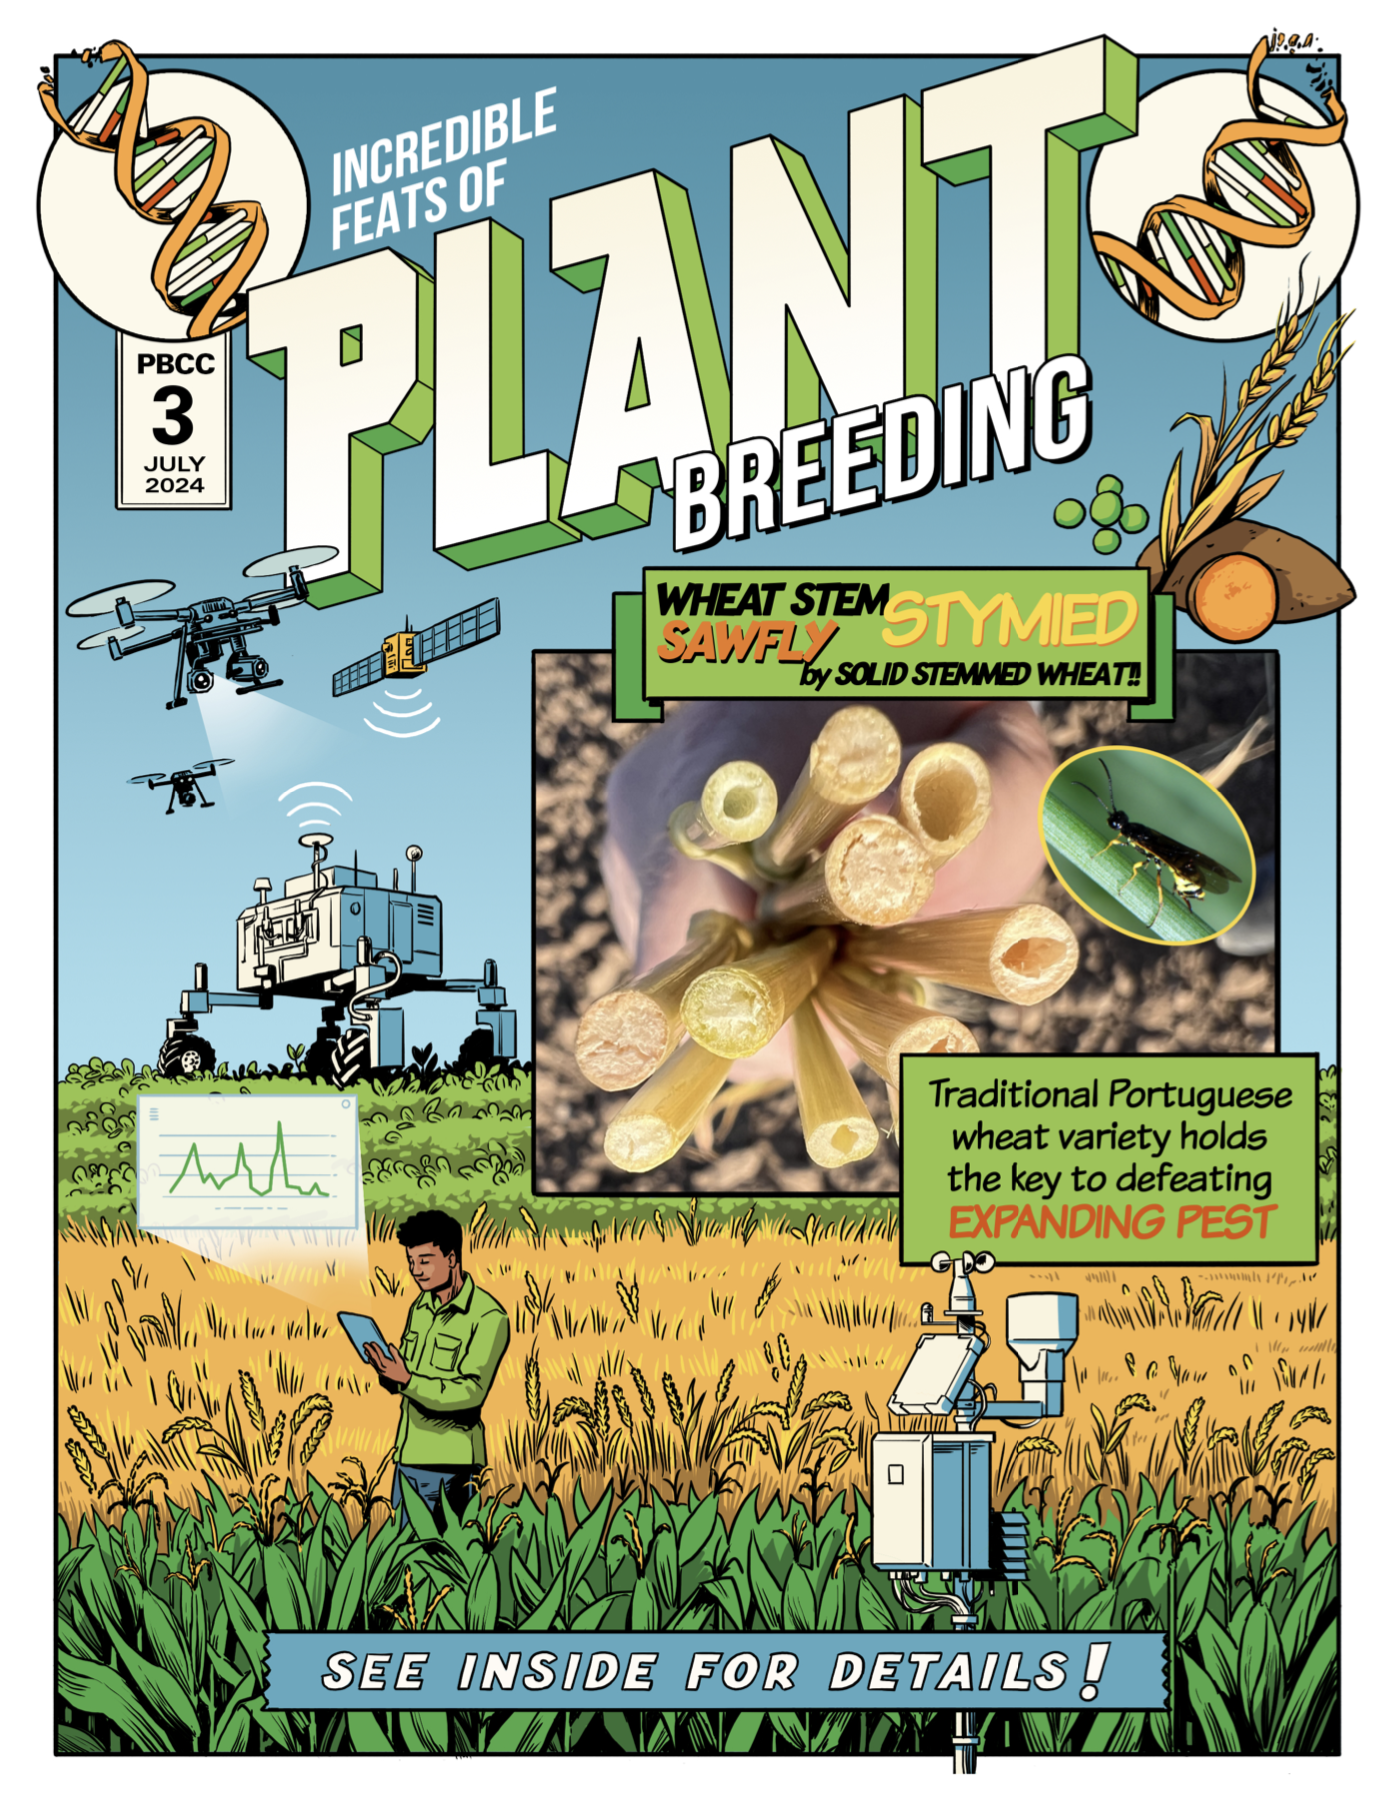 INCREDIBLE
FEATS OF
PLANT
BREEDING
PBCC
3
JULY
2024
WHEAT STEM
SAWFLY STYMIED
by SOLID STEMMED WHEAT!!
Traditional Portuguese
wheat variety holds
the key to defeating
EXPANDING PEST
SEE INSIDE FOR DETAILS!